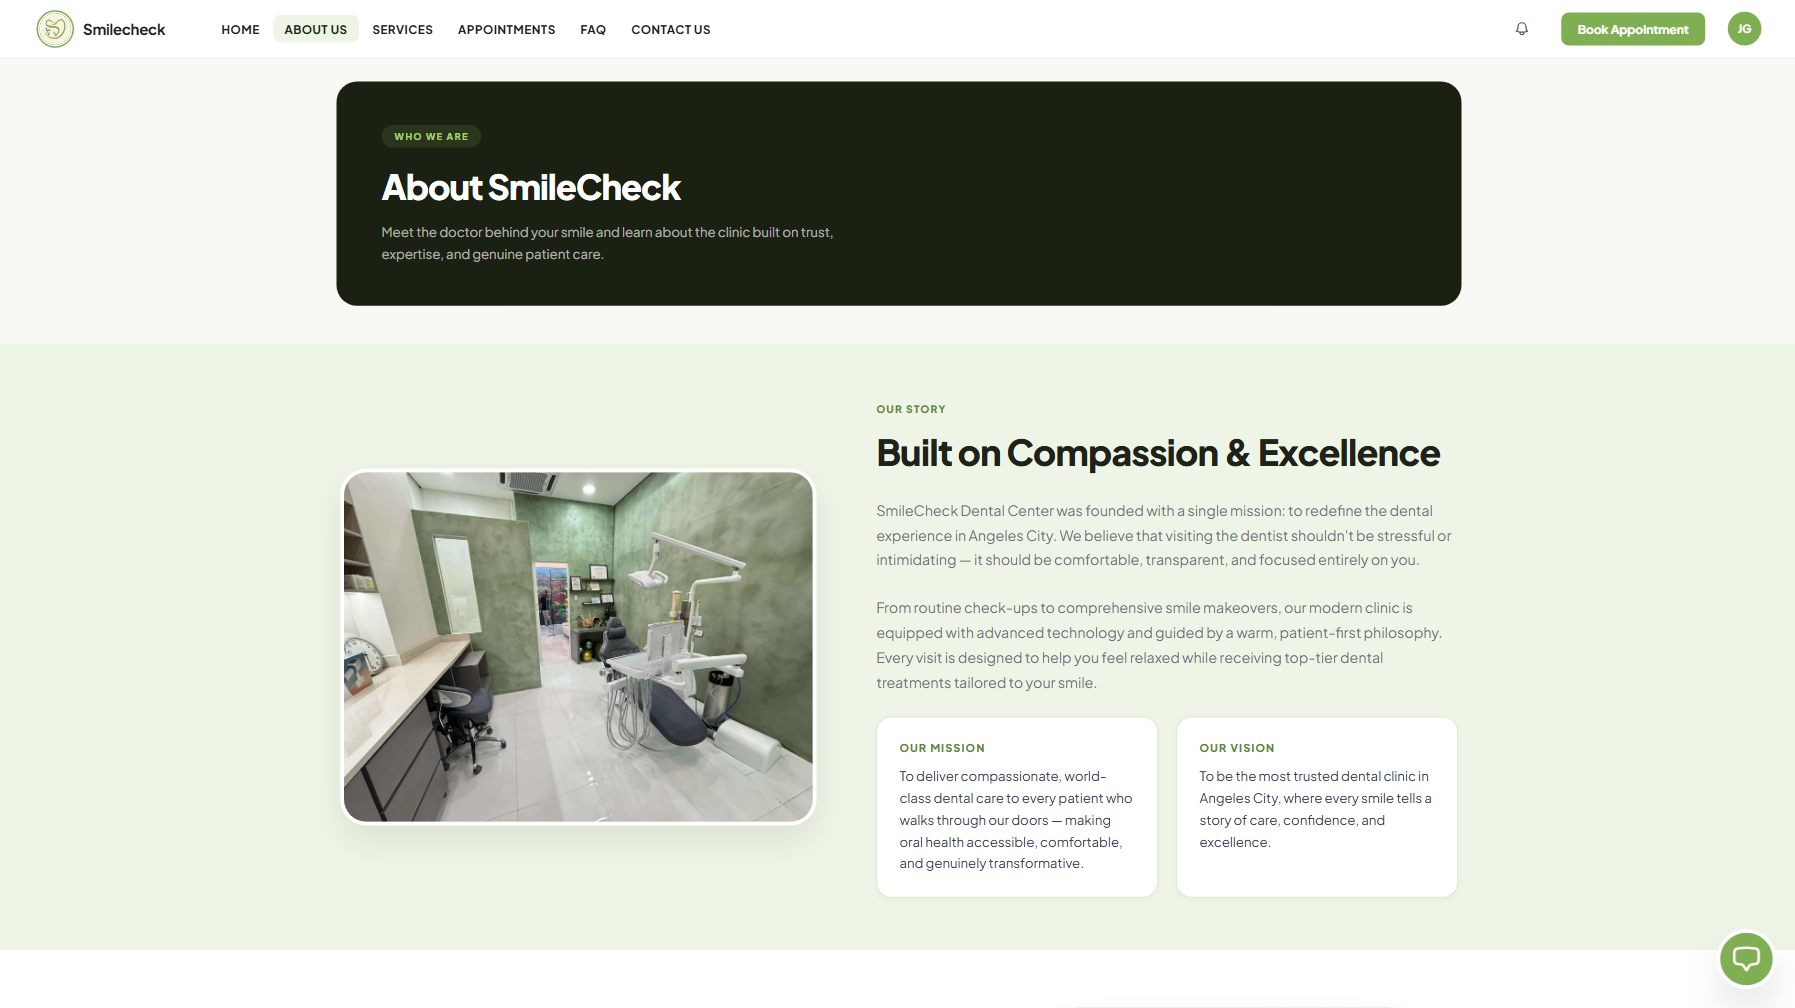 Smilecheck
HOME
ABOUT US
SERVICES
APPOINTMENTS
FAQ
CONTACT US
Book Appointment
JG
WHO WE ARE
About SmileCheck
Meet the doctor behind your smile and learn about the clinic built on trust,
expertise, and genuine patient care.
OUR STORY
Built on Compassion & Excellence
SmileCheck Dental Center was founded with a single mission: to redefine the dental
experience in Angeles City. We believe that visiting the dentist shouldn't be stressful or
intimidating — it should be comfortable, transparent, and focused entirely on you.
From routine check-ups to comprehensive smile makeovers, our modern clinic is
equipped with advanced technology and guided by a warm, patient-first philosophy.
Every visit is designed to help you feel relaxed while receiving top-tier dental
treatments tailored to your smile.
OUR MISSION
To deliver compassionate, world-
class dental care to every patient who
walks through our doors — making
oral health accessible, comfortable,
and genuinely transformative.
OUR VISION
To be the most trusted dental clinic in
Angeles City, where every smile tells a
story of care, confidence, and
excellence.